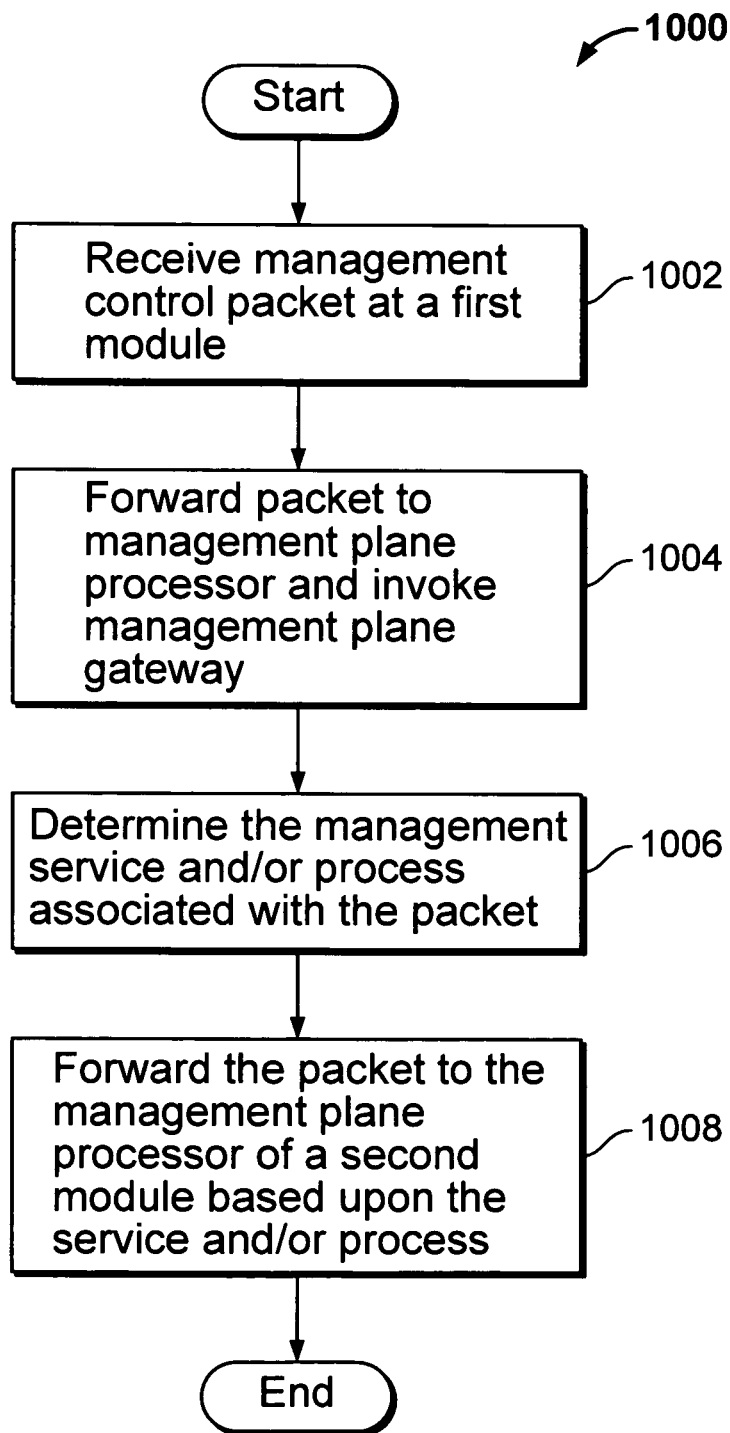 1000
Start
Receive management
control packet at a first
module
1002
Forward packet to
management plane
processor and invoke
management plane
gateway
1004
Determine the management
service and/or process
associated with the packet
1006
Forward the packet to the
management plane
processor of a second
module based upon the
service and/or process
1008
End